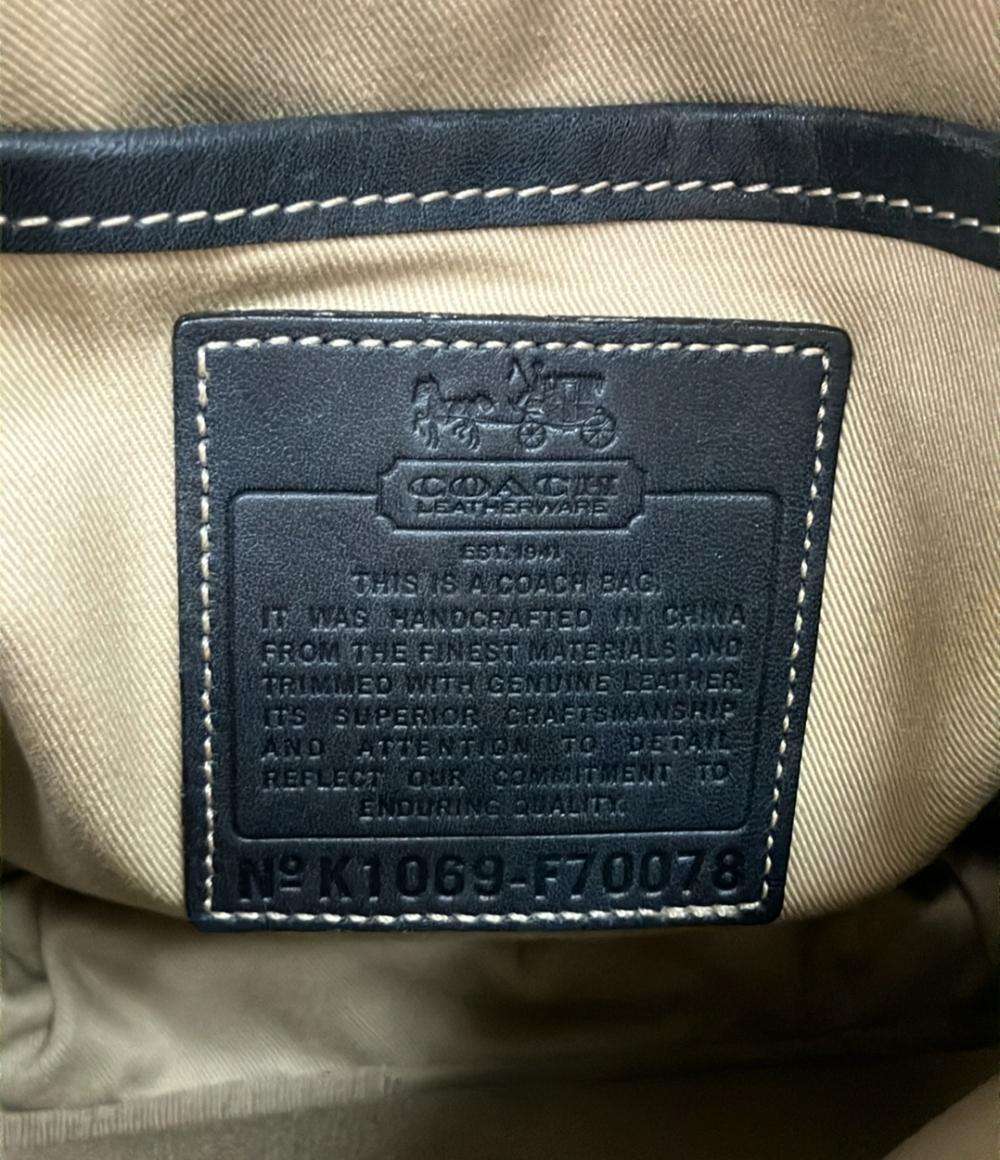 COACH
LEATHERWARE
EST. 1941
THIS IS A COACH BAG.
IT WAS HANDCRAFTED IN CHINA
FROM THE FINEST MATERIALS AND
TRIMMED WITH GENUINE LEATHER.
ITS SUPERIOR CRAFTSMANSHIP
AND ATTENTION TO DETAIL
REFLECT OUR COMMITMENT TO
ENDURING QUALITY.
Nº K1069-F70078